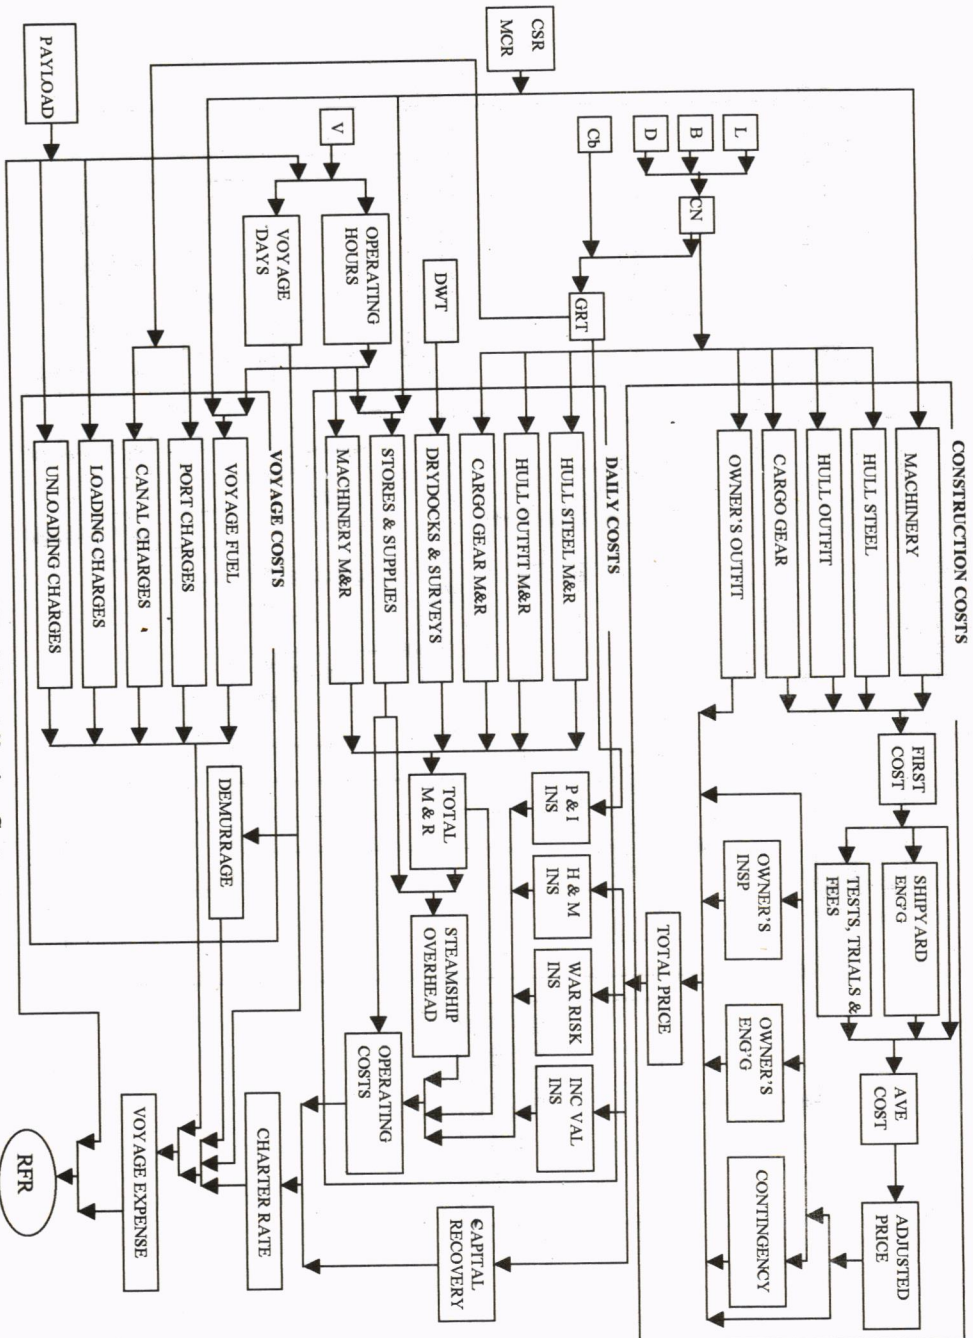 CONSTRUCTION COSTS
MACHINERY
HULL STEEL
HULL OUTFIT
CARGO GEAR
OWNER'S OUTFIT
FIRST
COST
SHIPYARD
ENG'G
TESTS, TRIALS &
FEES
AVE
COST
ADJUSTED
PRICE
OWNER'S
INSP
OWNER'S
ENG'G
CONTINGENCY
TOTAL PRICE
L
B
D
Cb
CN
GRT
CSR
MCR
DAILY COSTS
HULL STEEL M&R
HULL OUTFIT M&R
CARGO GEAR M&R
DRYDOCKS & SURVEYS
STORES & SUPPLIES
MACHINERY M&R
P & I
INS
H & M
INS
WAR RISK
INS
INC VAL
INS
TOTAL
M & R
STEAMSHIP
OVERHEAD
OPERATING
COSTS
CAPITAL
RECOVERY
DWT
V
OPERATING
HOURS
VOYAGE
DAYS
VOYAGE COSTS
VOYAGE FUEL
PORT CHARGES
CANAL CHARGES
LOADING CHARGES
UNLOADING CHARGES
DEMURRAGE
CHARTER RATE
VOYAGE EXPENSE
PAYLOAD
RFR